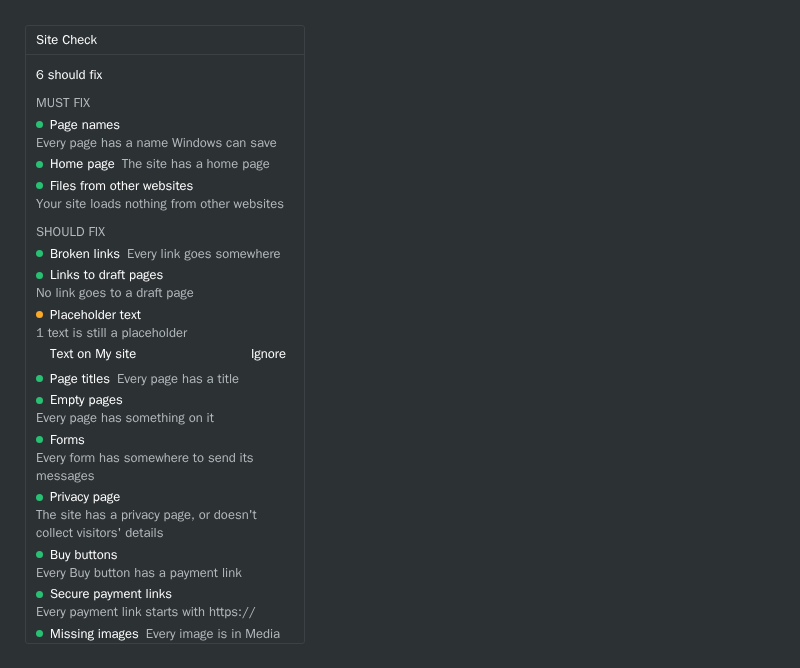 Site Check
6 should fix
MUST FIX
Page names
Every page has a name Windows can save
Home page The site has a home page
Files from other websites
Your site loads nothing from other websites
SHOULD FIX
Broken links Every link goes somewhere
Links to draft pages
No link goes to a draft page
Placeholder text
1 text is still a placeholder
Text on My site Ignore
Page titles Every page has a title
Empty pages
Every page has something on it
Forms
Every form has somewhere to send its
messages
Privacy page
The site has a privacy page, or doesn't
collect visitors' details
Buy buttons
Every Buy button has a payment link
Secure payment links
Every payment link starts with https://
Missing images Every image is in Media